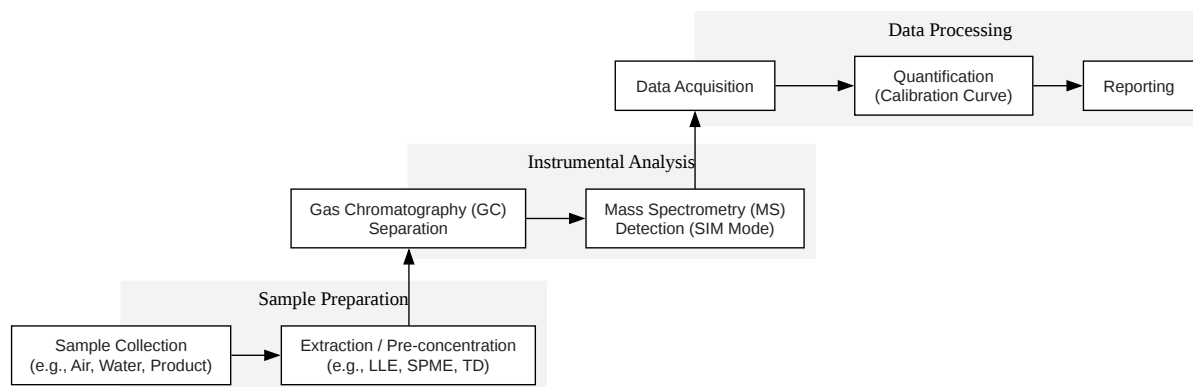 Data Processing
Data Acquisition
Quantification
(Calibration Curve)
Reporting
Instrumental Analysis
Gas Chromatography (GC)
Separation
Mass Spectrometry (MS)
Detection (SIM Mode)
Sample Preparation
Sample Collection
(e.g., Air, Water, Product)
Extraction / Pre-concentration
(e.g., LLE, SPME, TD)